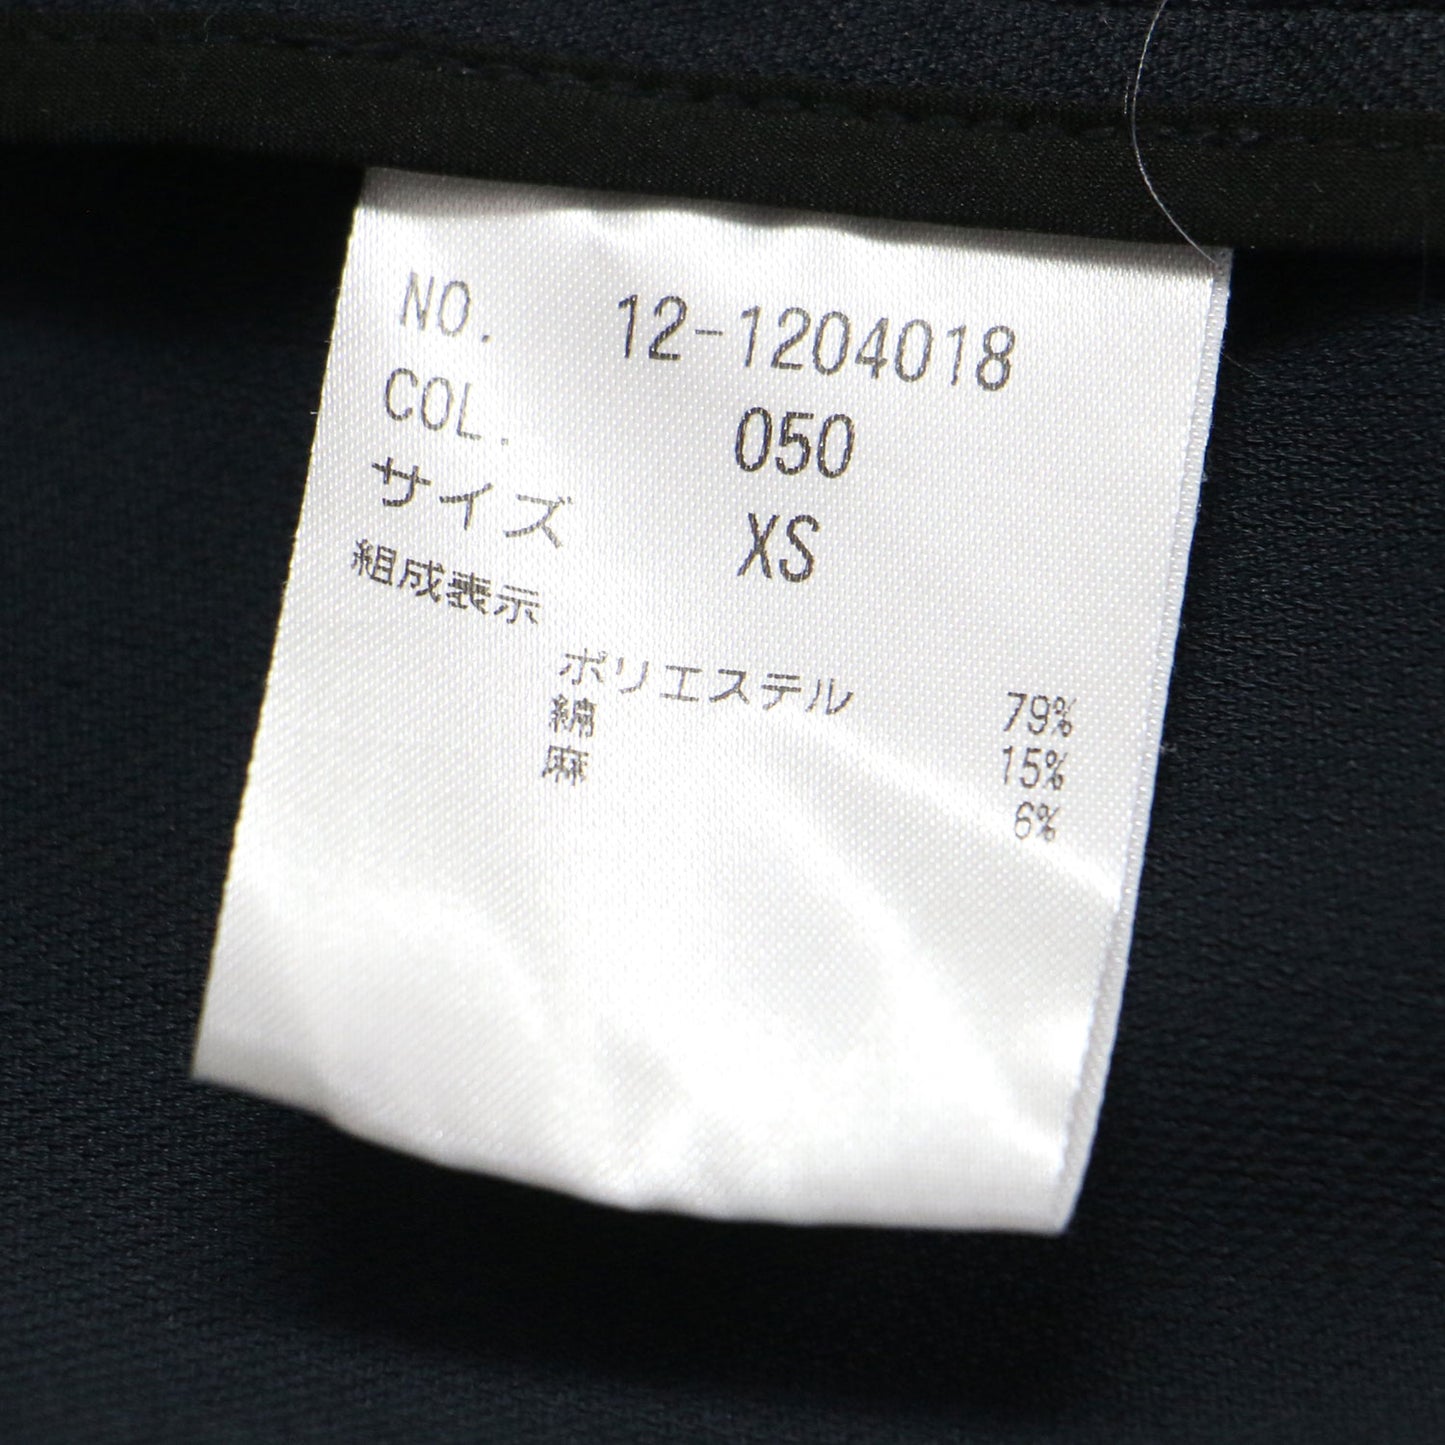 NO. 12-1204018
COL. 050
サイズ XS
組成表示
ポリエステル 79%
綿 15%
麻 6%